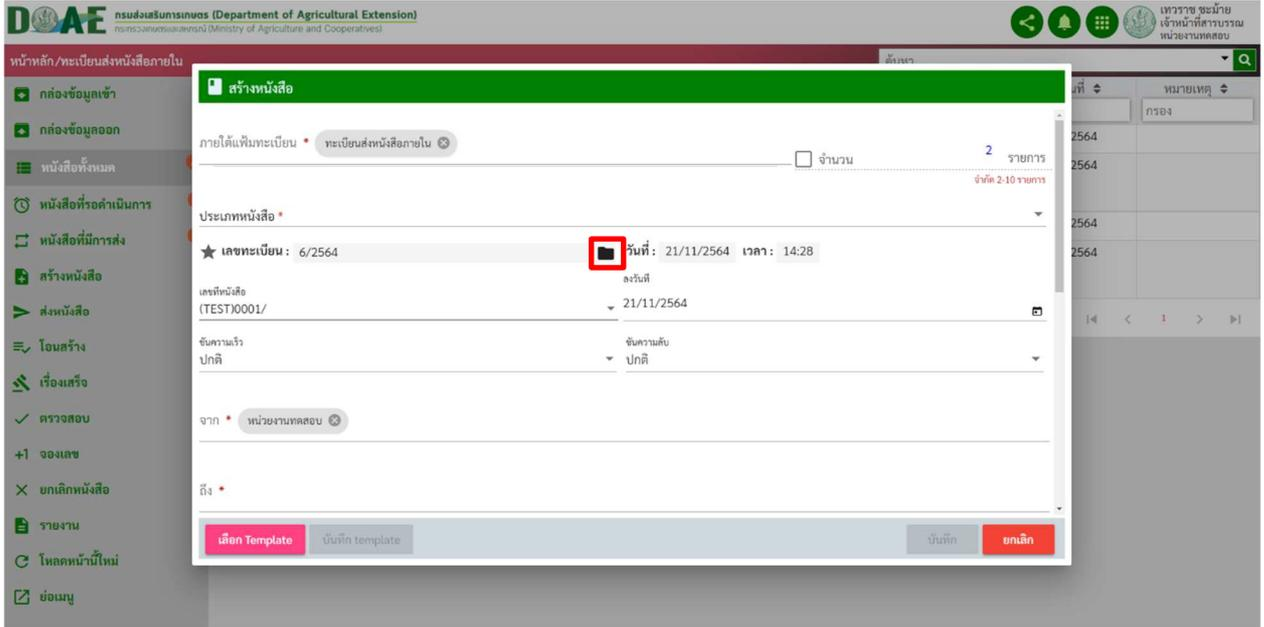 DOAE กรมส่งเสริมการเกษตร (Department of Agricultural Extension)
กระทรวงเกษตรและสหกรณ์ (Ministry of Agriculture and Cooperatives)
เทวราช ชะม้าย
เจ้าหน้าที่สารบรรณ
หน่วยงานทดสอบ
หน้าหลัก/ทะเบียนส่งหนังสือภายใน
ค้นหา
กล่องข้อมูลเข้า
กล่องข้อมูลออก
หนังสือทั้งหมด
หนังสือที่รอดำเนินการ
หนังสือที่มีการส่ง
สร้างหนังสือ
ส่งหนังสือ
โอนสร้าง
เรื่องเสร็จ
ตรวจสอบ
+1 จองเลข
ยกเลิกหนังสือ
รายงาน
โหลดหน้านี้ใหม่
ย่อเมนู
สร้างหนังสือ
ภายใต้แฟ้มทะเบียน * ทะเบียนส่งหนังสือภายใน
จำนวน 2 รายการ
จำกัด 2-10 รายการ
ประเภทหนังสือ *
เลขทะเบียน : 6/2564 วันที่ : 21/11/2564 เวลา : 14:28
เลขที่หนังสือ ลงวันที่
(TEST)0001/ 21/11/2564
ชั้นความเร็ว ชั้นความลับ
ปกติ ปกติ
จาก * หน่วยงานทดสอบ
ถึง *
เลือก Template บันทึก template บันทึก ยกเลิก
หมายเหตุ
กรอง
2564
2564
2564
2564
1